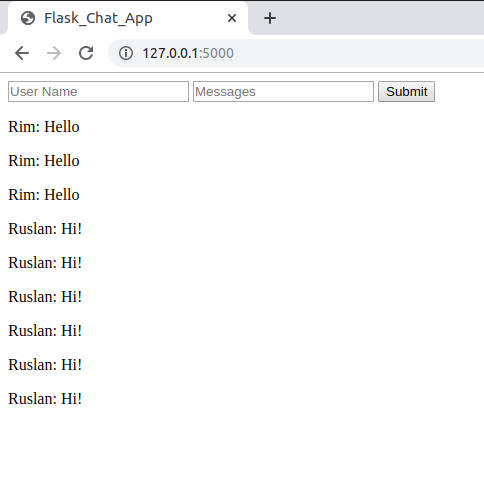 Flask_Chat_App
127.0.0.1:5000
User Name Messages Submit
Rim: Hello
Rim: Hello
Rim: Hello
Ruslan: Hi!
Ruslan: Hi!
Ruslan: Hi!
Ruslan: Hi!
Ruslan: Hi!
Ruslan: Hi!